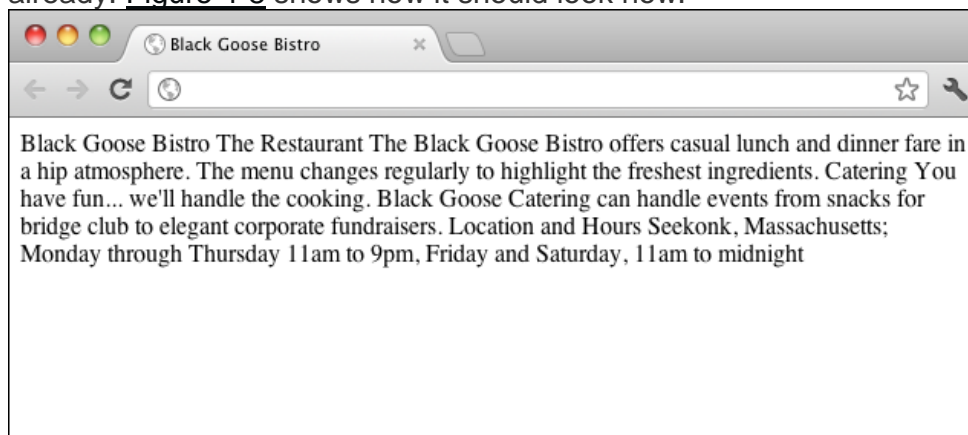 already. Figure 4-8 shows how it should look now.
Black Goose Bistro
Black Goose Bistro The Restaurant The Black Goose Bistro offers casual lunch and dinner fare in
a hip atmosphere. The menu changes regularly to highlight the freshest ingredients. Catering You
have fun... we'll handle the cooking. Black Goose Catering can handle events from snacks for
bridge club to elegant corporate fundraisers. Location and Hours Seekonk, Massachusetts;
Monday through Thursday 11am to 9pm, Friday and Saturday, 11am to midnight